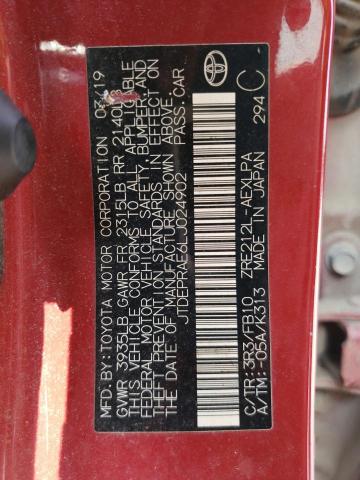 MFD.BY:TOYOTA MOTOR CORPORATION 03/19
GVWR 3935LB GAWR FR 2315LB RR 2140LB
THIS VEHICLE CONFORMS TO ALL APPLICABLE
FEDERAL MOTOR VEHICLE SAFETY, BUMPER, AND
THEFT PREVENTION STANDARDS IN EFFECT ON
THE DATE OF MANUFACTURE SHOWN ABOVE.
JTDEPRAE6LJ024902 PASS.CAR
C/TR:3R3/FB10 ZRE212L-AEXLPA
A/TM:-05A/K313 MADE IN JAPAN 294 C
TOYOTA